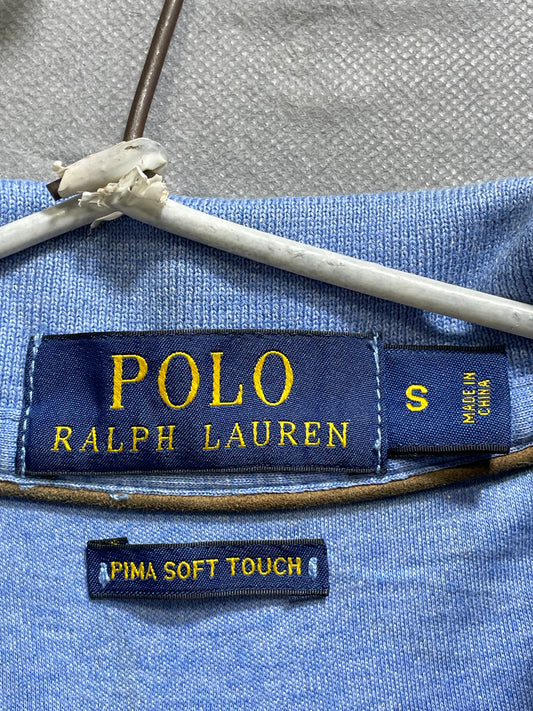 POLO
RALPH LAUREN
S
MADE IN
CHINA
PIMA SOFT TOUCH